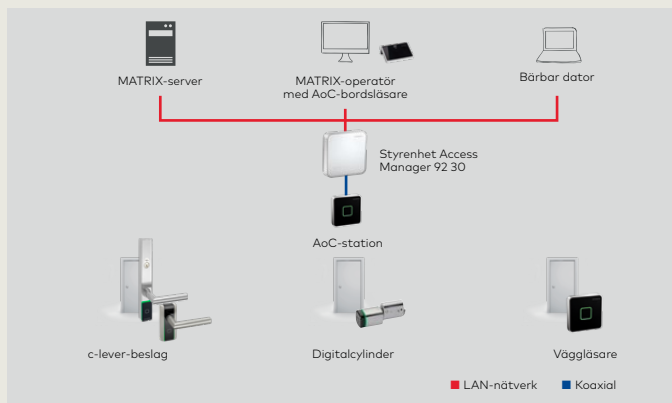 MATRIX-server
MATRIX-operatör
med AoC-bordsläsare
Bärbar dator
Styrenhet Access
Manager 92 30
AoC-station
c-lever-beslag
Digitalcylinder
Väggläsare
LAN-nätverk
Koaxial